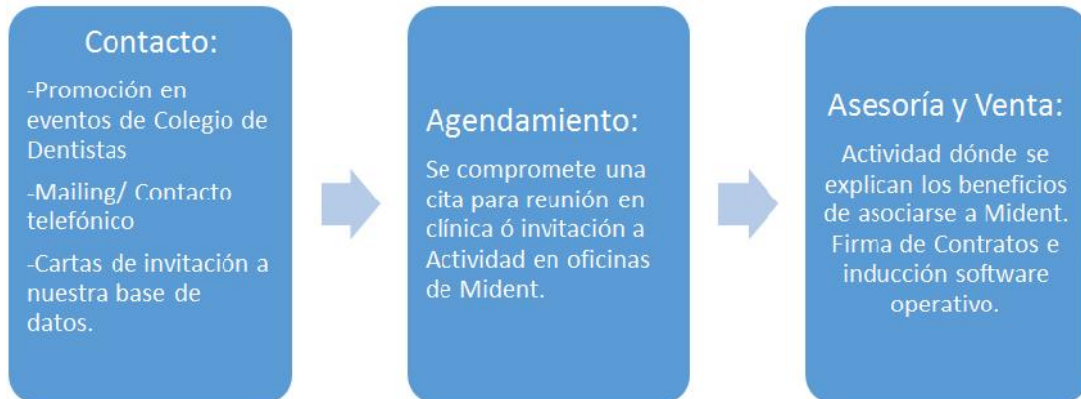 Contacto:
-Promoción en
eventos de Colegio de
Dentistas
-Mailing/ Contacto
telefónico
-Cartas de invitación a
nuestra base de
datos.
Agendamiento:
Se compromete una
cita para reunión en
clínica ó invitación a
Actividad en oficinas
de Mident.
Asesoría y Venta:
Actividad dónde se
explican los beneficios
de asociarse a Mident.
Firma de Contratos e
inducción software
operativo.